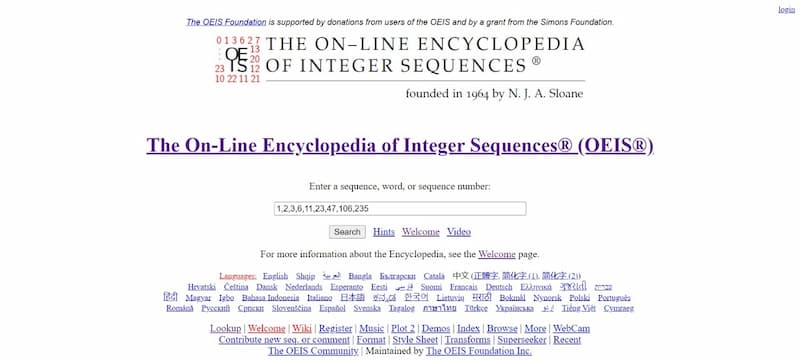 login
The OEIS Foundation is supported by donations from users of the OEIS and by a grant from the Simons Foundation.
0 1 3 6 2 7
13
20
23 12
10 22 11 21
OE
IS
THE ON–LINE ENCYCLOPEDIA
OF INTEGER SEQUENCES ®
founded in 1964 by N. J. A. Sloane
The On-Line Encyclopedia of Integer Sequences® (OEIS®)
Enter a sequence, word, or sequence number:
1,2,3,6,11,23,47,106,235
Search Hints Welcome Video
For more information about the Encyclopedia, see the Welcome page.
Languages: English Shqip العربية Bangla Български Català 中文 (正體字, 简化字 (1), 简化字 (2))
Hrvatski Čeština Dansk Nederlands Esperanto Eesti فارسی Suomi Français Deutsch Ελληνικά ગુજરાતી עברית
हिंदी Magyar Igbo Bahasa Indonesia Italiano 日本語 ಕನ್ನಡ 한국어 Lietuvių मराठी Bokmål Nynorsk Polski Português
Română Русский Српски Slovenščina Español Svenska Tagalog ภาษาไทย Türkçe Українська اردو Tiếng Việt Cymraeg
Lookup | Welcome | Wiki | Register | Music | Plot 2 | Demos | Index | Browse | More | WebCam
Contribute new seq. or comment | Format | Style Sheet | Transforms | Superseeker | Recent
The OEIS Community | Maintained by The OEIS Foundation Inc.